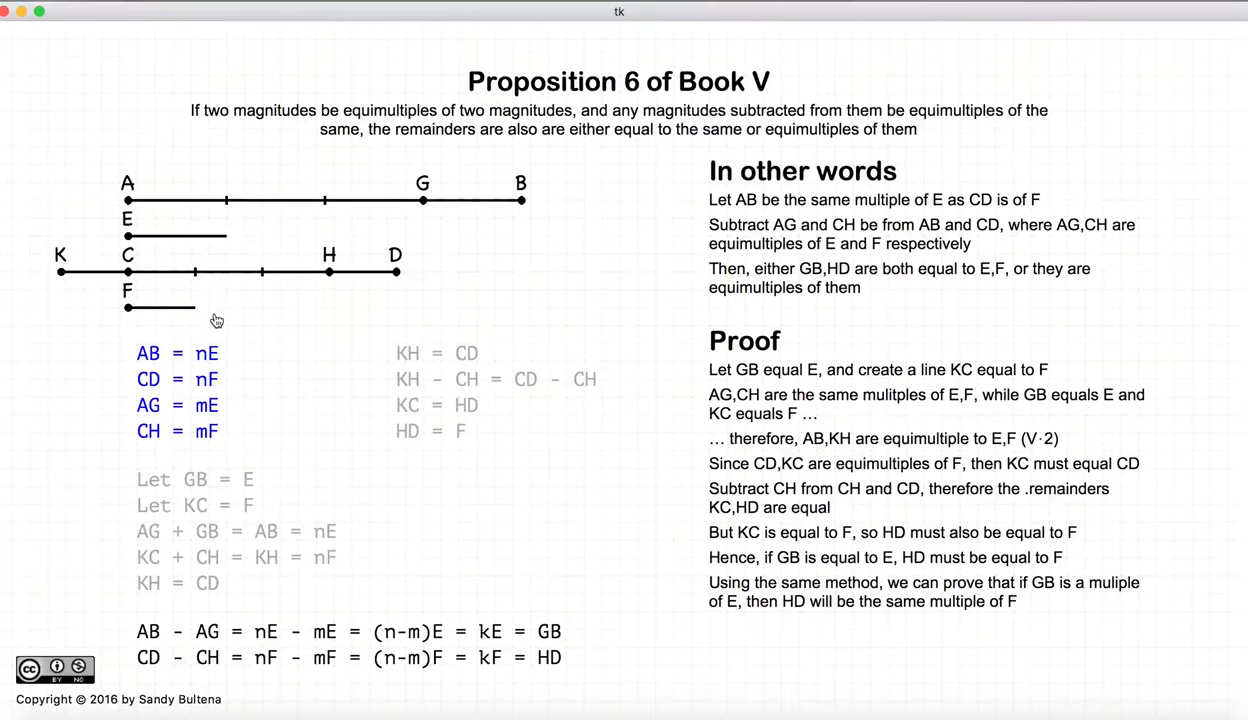 tk
Proposition 6 of Book V
If two magnitudes be equimultiples of two magnitudes, and any magnitudes subtracted from them be equimultiples of the
same, the remainders are also are either equal to the same or equimultiples of them
A G B
E
K C H D
F
AB = nE
CD = nF
AG = mE
CH = mF
KH = CD
KH - CH = CD - CH
KC = HD
HD = F
Let GB = E
Let KC = F
AG + GB = AB = nE
KC + CH = KH = nF
KH = CD
AB - AG = nE - mE = (n-m)E = kE = GB
CD - CH = nF - mF = (n-m)F = kF = HD
In other words
Let AB be the same multiple of E as CD is of F
Subtract AG and CH be from AB and CD, where AG,CH are
equimultiples of E and F respectively
Then, either GB,HD are both equal to E,F, or they are
equimultiples of them
Proof
Let GB equal E, and create a line KC equal to F
AG,CH are the same mulitples of E,F, while GB equals E and
KC equals F …
… therefore, AB,KH are equimultiple to E,F (V·2)
Since CD,KC are equimultiples of F, then KC must equal CD
Subtract CH from CH and CD, therefore the .remainders
KC,HD are equal
But KC is equal to F, so HD must also be equal to F
Hence, if GB is equal to E, HD must be equal to F
Using the same method, we can prove that if GB is a muliple
of E, then HD will be the same multiple of F
cc BY NC
Copyright © 2016 by Sandy Bultena